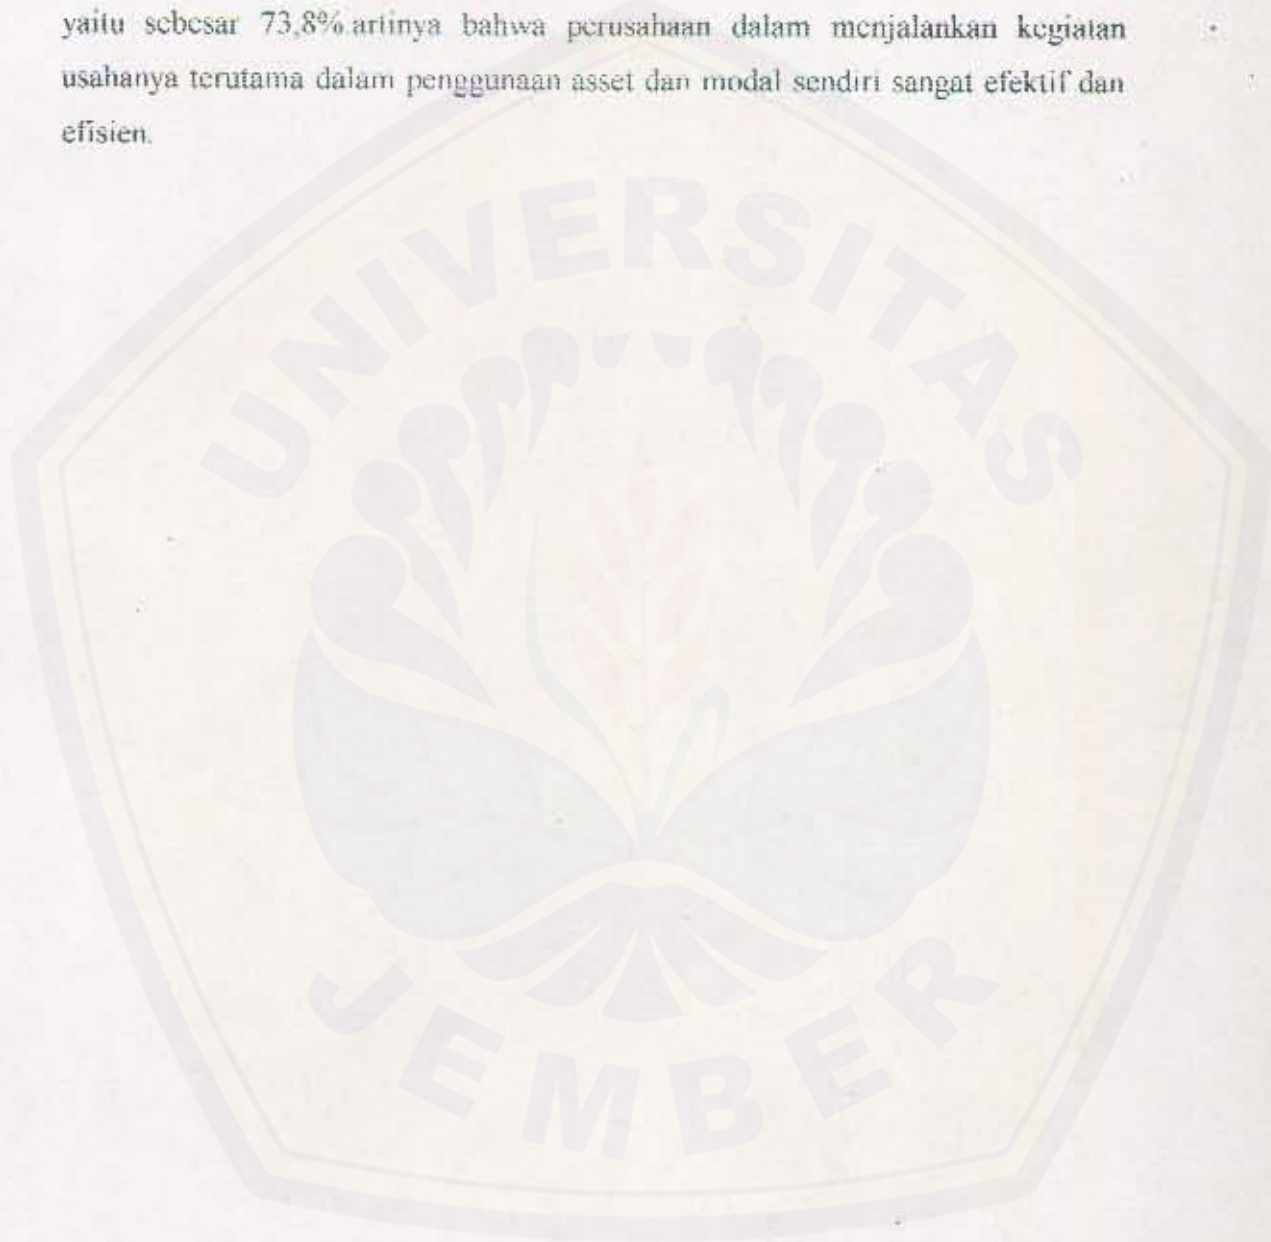 yaitu sebesar 73,8% artinya bahwa perusahaan dalam menjalankan kegiatan
usahanya terutama dalam penggunaan asset dan modal sendiri sangat efektif dan
efisien.
UNIVERSITAS
JEMBER